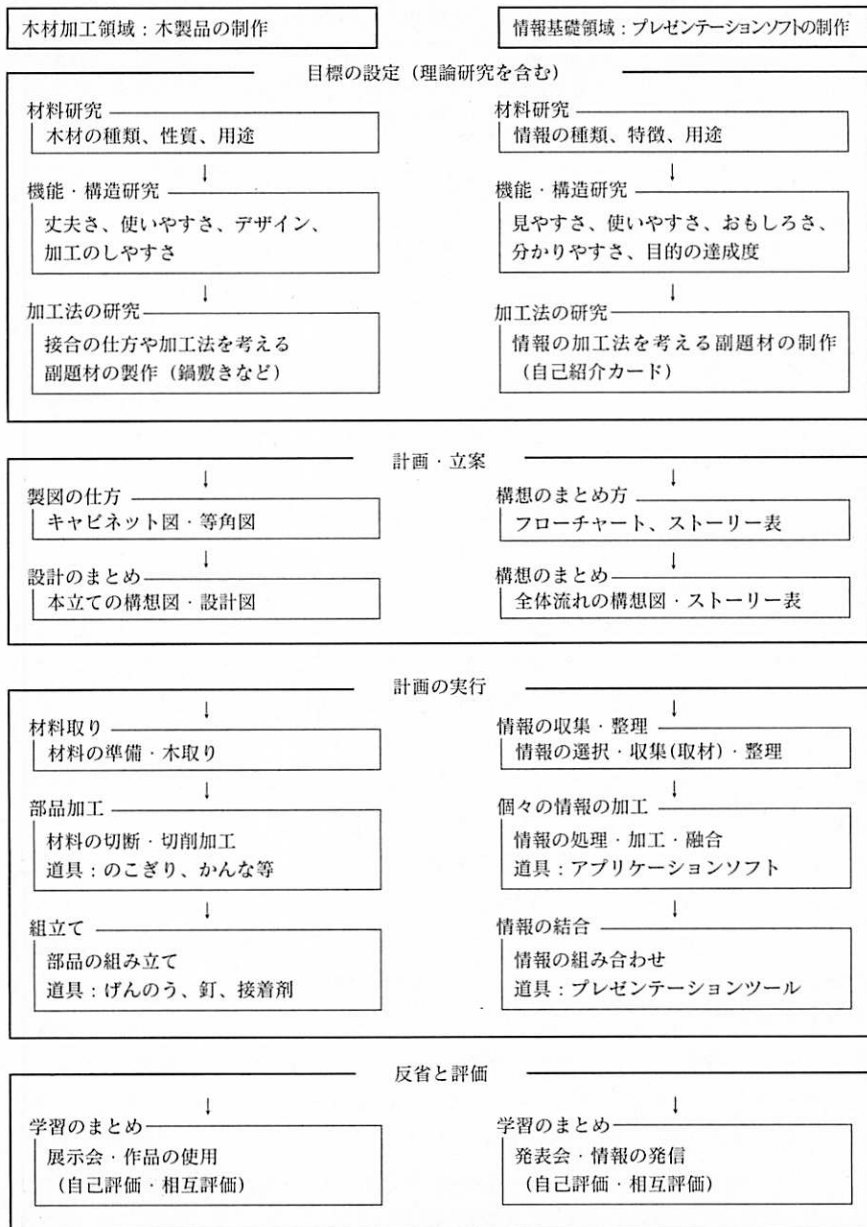 木材加工領域：木製品の制作
情報基礎領域：プレゼンテーションソフトの制作
目標の設定（理論研究を含む）
材料研究
木材の種類、性質、用途
↓
機能・構造研究
丈夫さ、使いやすさ、デザイン、
加工のしやすさ
↓
加工法の研究
接合の仕方や加工法を考える
副題材の製作（鍋敷きなど）
材料研究
情報の種類、特徴、用途
↓
機能・構造研究
見やすさ、使いやすさ、おもしろさ、
分かりやすさ、目的の達成度
↓
加工法の研究
情報の加工法を考える副題材の制作
（自己紹介カード）
計画・立案
↓
製図の仕方
キャビネット図・等角図
↓
設計のまとめ
本立ての構想図・設計図
↓
構想のまとめ方
フローチャート、ストーリー表
↓
構想のまとめ
全体流れの構想図・ストーリー表
計画の実行
↓
材料取り
材料の準備・木取り
↓
部品加工
材料の切断・切削加工
道具：のこぎり、かんな等
↓
組立て
部品の組み立て
道具：げんのう、釘、接着剤
↓
情報の収集・整理
情報の選択・収集(取材)・整理
↓
個々の情報の加工
情報の処理・加工・融合
道具：アプリケーションソフト
↓
情報の結合
情報の組み合わせ
道具：プレゼンテーションツール
反省と評価
↓
学習のまとめ
展示会・作品の使用
（自己評価・相互評価）
↓
学習のまとめ
発表会・情報の発信
（自己評価・相互評価）